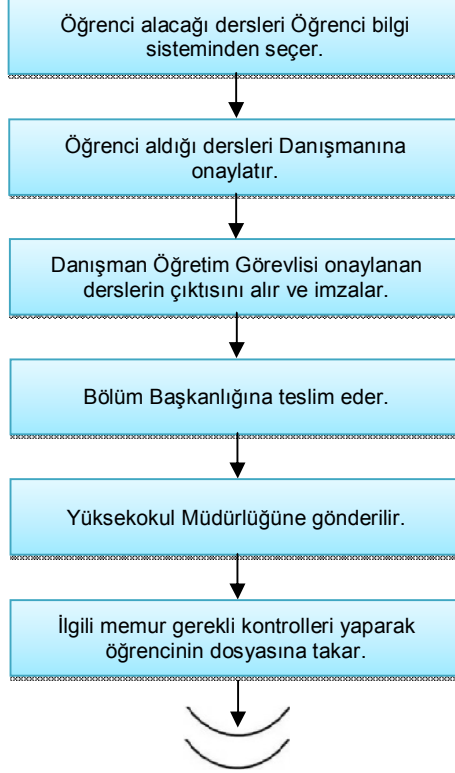 Öğrenci alacağı dersleri Öğrenci bilgi
sisteminden seçer.
Öğrenci aldığı dersleri Danışmanına
onaylatır.
Danışman Öğretim Görevlisi onaylanan
derslerin çıktısını alır ve imzalar.
Bölüm Başkanlığına teslim eder.
Yüksekokul Müdürlüğüne gönderilir.
İlgili memur gerekli kontrolleri yaparak
öğrencinin dosyasına takar.